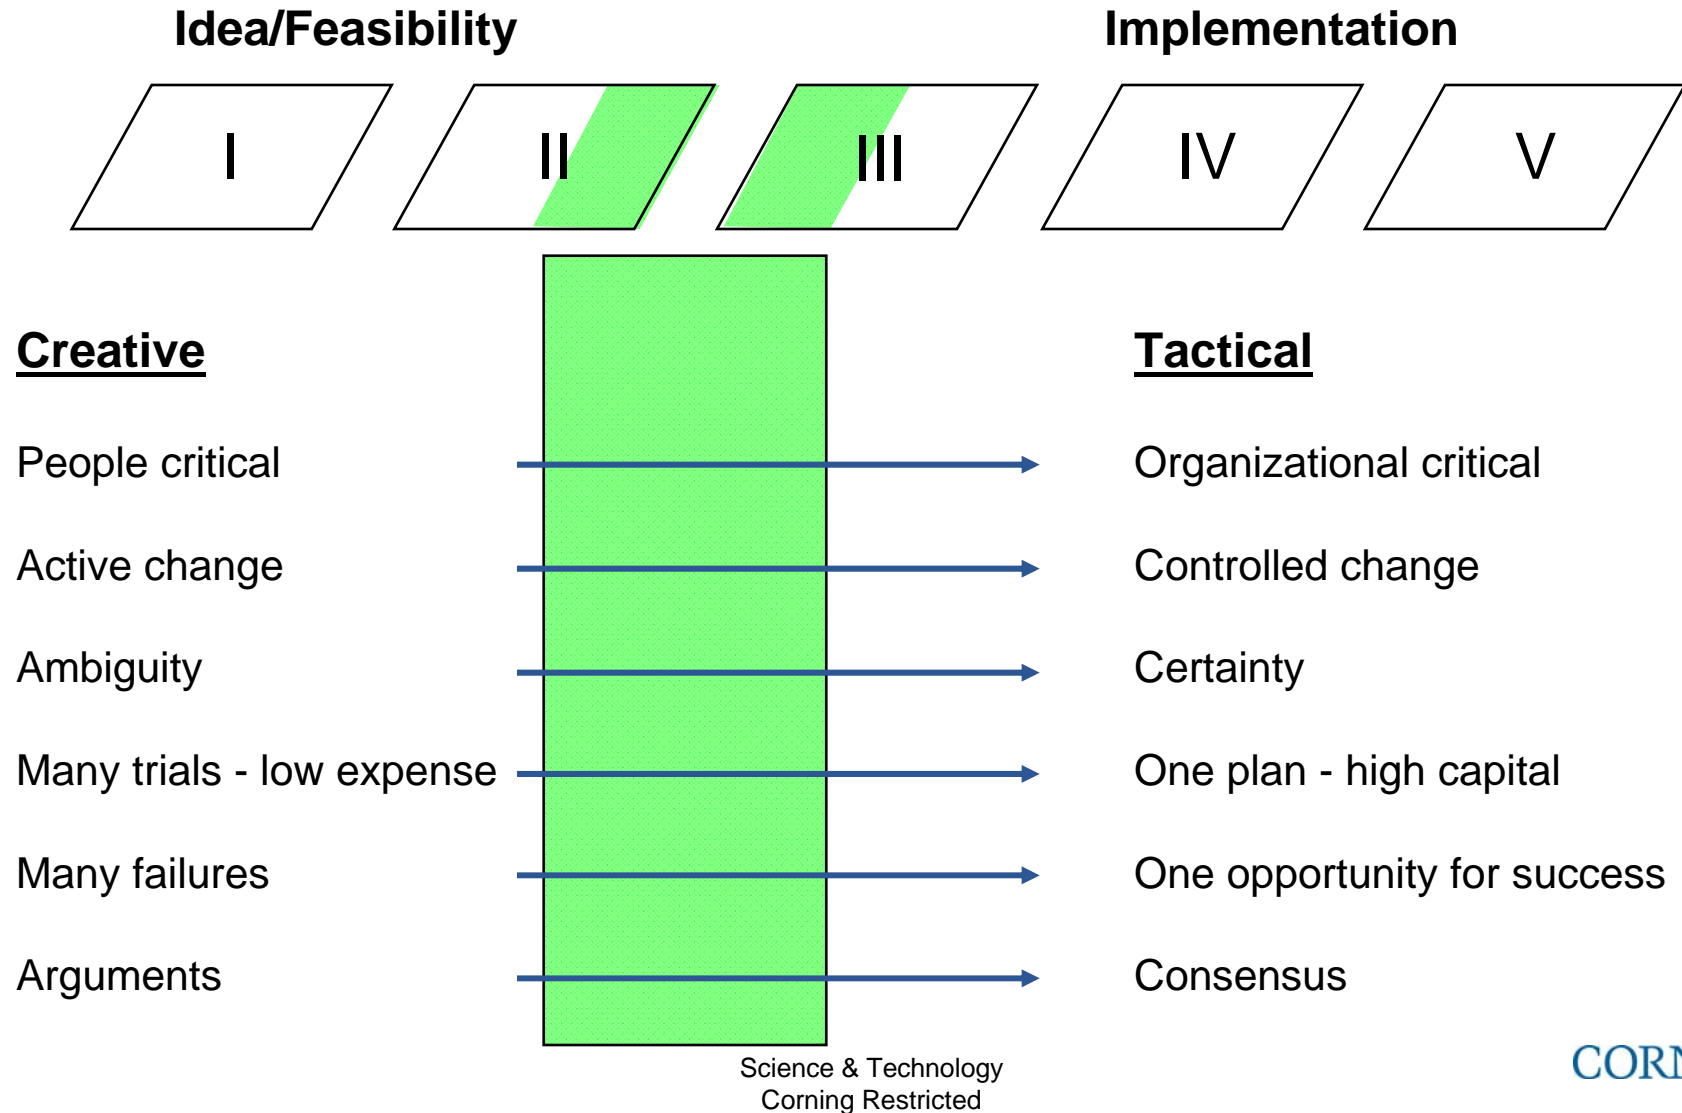 Idea/Feasibility Implementation
I II III IV V
Creative Tactical
People critical Organizational critical
Active change Controlled change
Ambiguity Certainty
Many trials - low expense One plan - high capital
Many failures One opportunity for success
Arguments Consensus
Science & Technology
Corning Restricted